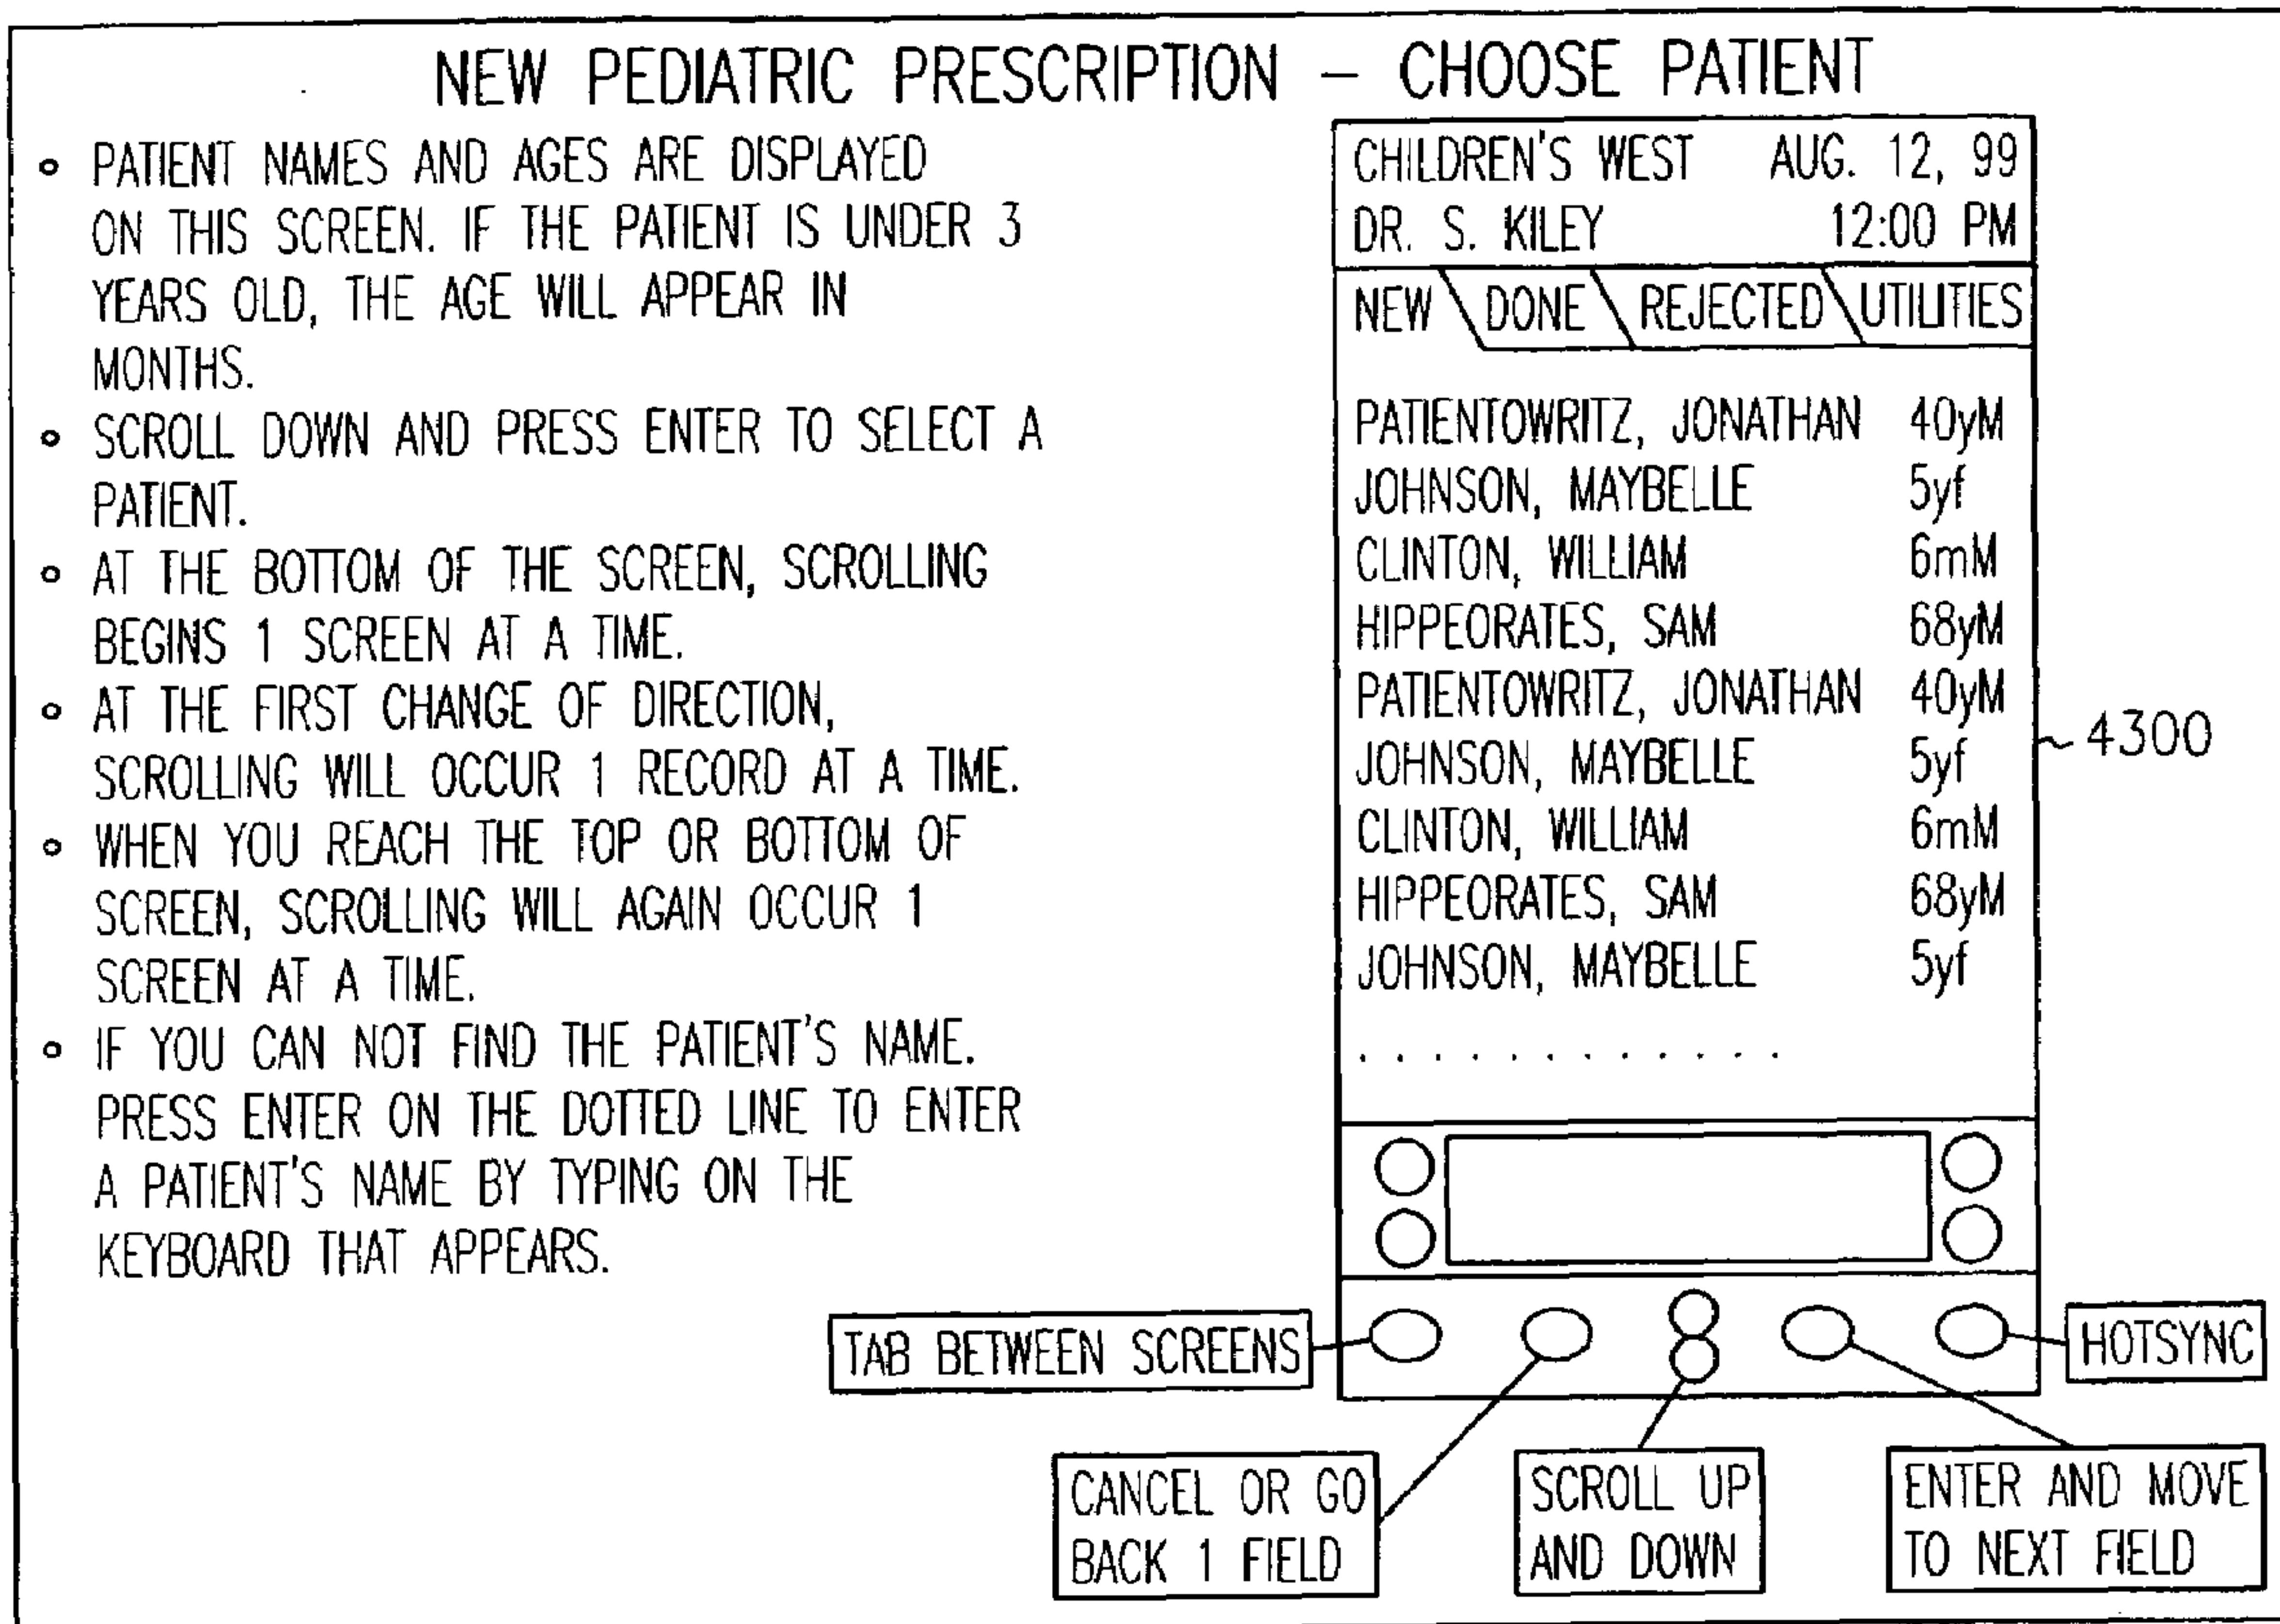 NEW PEDIATRIC PRESCRIPTION – CHOOSE PATIENT
∘ PATIENT NAMES AND AGES ARE DISPLAYED
ON THIS SCREEN. IF THE PATIENT IS UNDER 3
YEARS OLD, THE AGE WILL APPEAR IN
MONTHS.
∘ SCROLL DOWN AND PRESS ENTER TO SELECT A
PATIENT.
∘ AT THE BOTTOM OF THE SCREEN, SCROLLING
BEGINS 1 SCREEN AT A TIME.
∘ AT THE FIRST CHANGE OF DIRECTION,
SCROLLING WILL OCCUR 1 RECORD AT A TIME.
∘ WHEN YOU REACH THE TOP OR BOTTOM OF
SCREEN, SCROLLING WILL AGAIN OCCUR 1
SCREEN AT A TIME.
∘ IF YOU CAN NOT FIND THE PATIENT'S NAME.
PRESS ENTER ON THE DOTTED LINE TO ENTER
A PATIENT'S NAME BY TYPING ON THE
KEYBOARD THAT APPEARS.
CHILDREN'S WEST AUG. 12, 99
DR. S. KILEY 12:00 PM
NEW DONE REJECTED UTILITIES
PATIENTOWRITZ, JONATHAN 40yM
JOHNSON, MAYBELLE 5yf
CLINTON, WILLIAM 6mM
HIPPEORATES, SAM 68yM
PATIENTOWRITZ, JONATHAN 40yM
JOHNSON, MAYBELLE 5yf
CLINTON, WILLIAM 6mM
HIPPEORATES, SAM 68yM
JOHNSON, MAYBELLE 5yf
. . . . . . . . . . . .
4300
TAB BETWEEN SCREENS
HOTSYNC
CANCEL OR GO
BACK 1 FIELD
SCROLL UP
AND DOWN
ENTER AND MOVE
TO NEXT FIELD